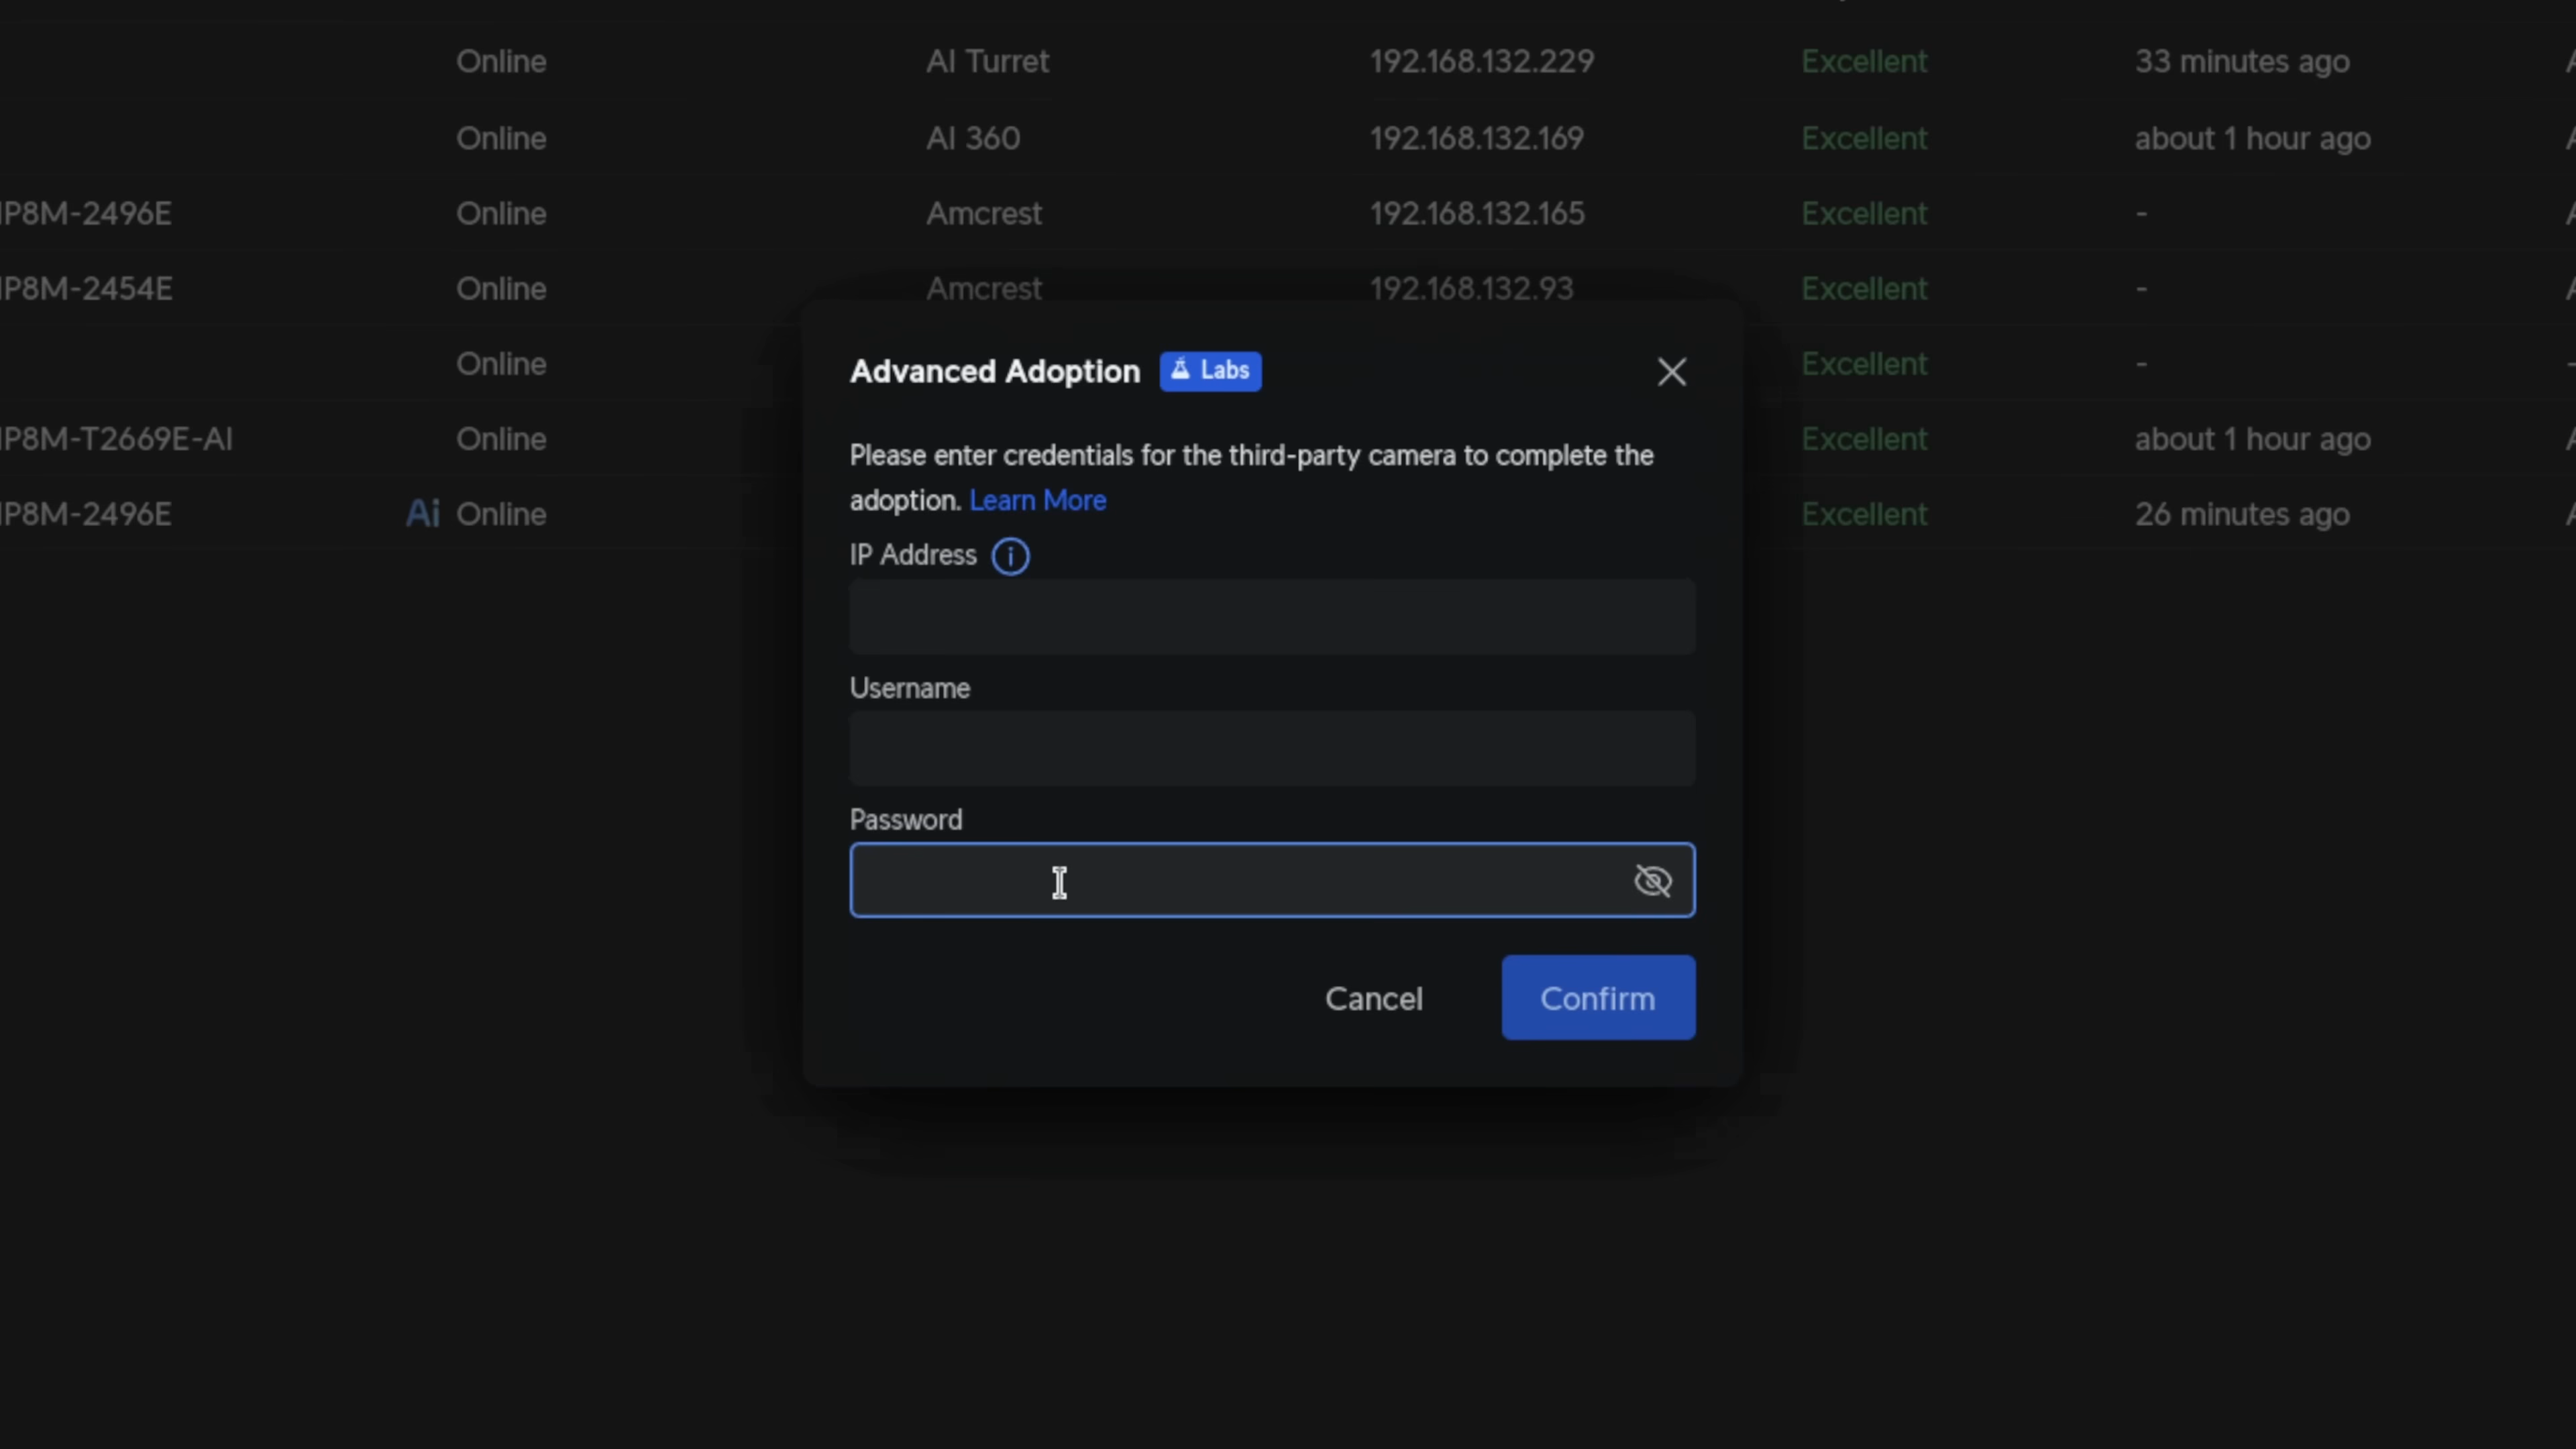 Online AI Turret 192.168.132.229 Excellent 33 minutes ago
Online AI 360 192.168.132.169 Excellent about 1 hour ago
IP8M-2496E Online Amcrest 192.168.132.165 Excellent -
IP8M-2454E Online Amcrest 192.168.132.93 Excellent -
Online Excellent -
IP8M-T2669E-AI Online Excellent about 1 hour ago
IP8M-2496E Ai Online Excellent 26 minutes ago
Advanced Adoption Labs
Please enter credentials for the third-party camera to complete the
adoption. Learn More
IP Address
Username
Password
Cancel Confirm